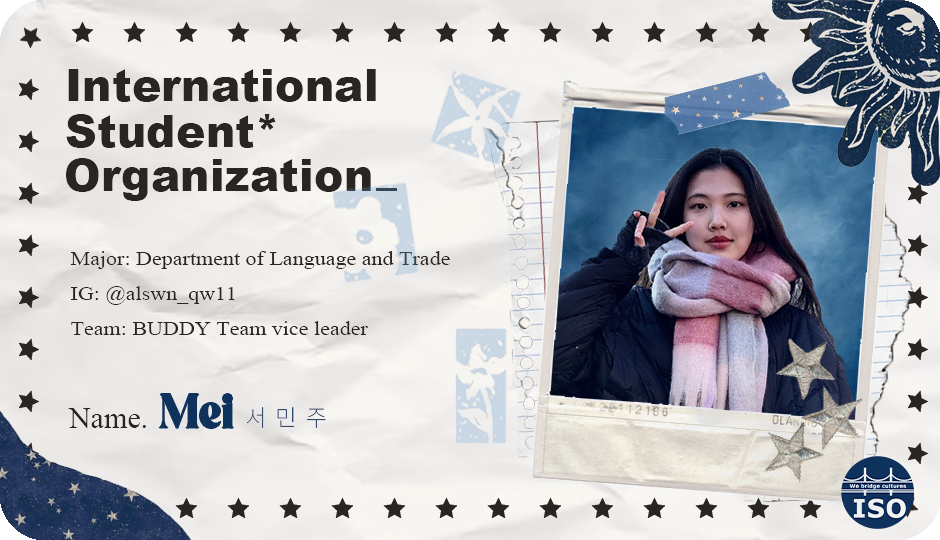 International
Student*
Organization_
Major: Department of Language and Trade
IG: @alswn_qw11
Team: BUDDY Team vice leader
Name. Mei 서 민 주
We bridge cultures
ISO